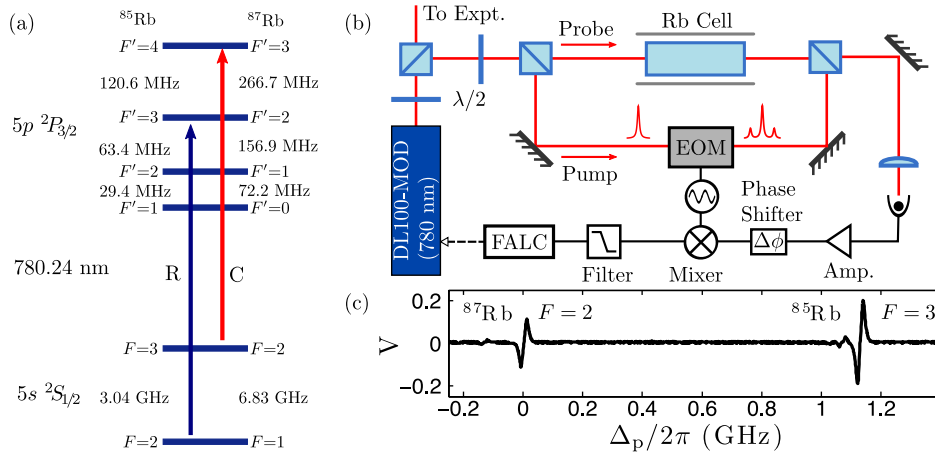 (a)
⁸⁵Rb ⁸⁷Rb
F′=4 F′=3
120.6 MHz 266.7 MHz
F′=3 F′=2
5p ²P₃/₂
63.4 MHz 156.9 MHz
F′=2 F′=1
29.4 MHz 72.2 MHz
F′=1 F′=0
780.24 nm
R C
F=3 F=2
5s ²S₁/₂
3.04 GHz 6.83 GHz
F=2 F=1
(b)
To Expt.
Probe
Rb Cell
λ/2
EOM
Pump
DL100-MOD
(780 nm)
Phase
Shifter
FALC
Δϕ
Filter
Mixer
Amp.
(c)
⁸⁷Rb F = 2 ⁸⁵Rb F = 3
V
0.2
0
−0.2
−0.2 0 0.2 0.4 0.6 0.8 1 1.2
Δₚ/2π (GHz)